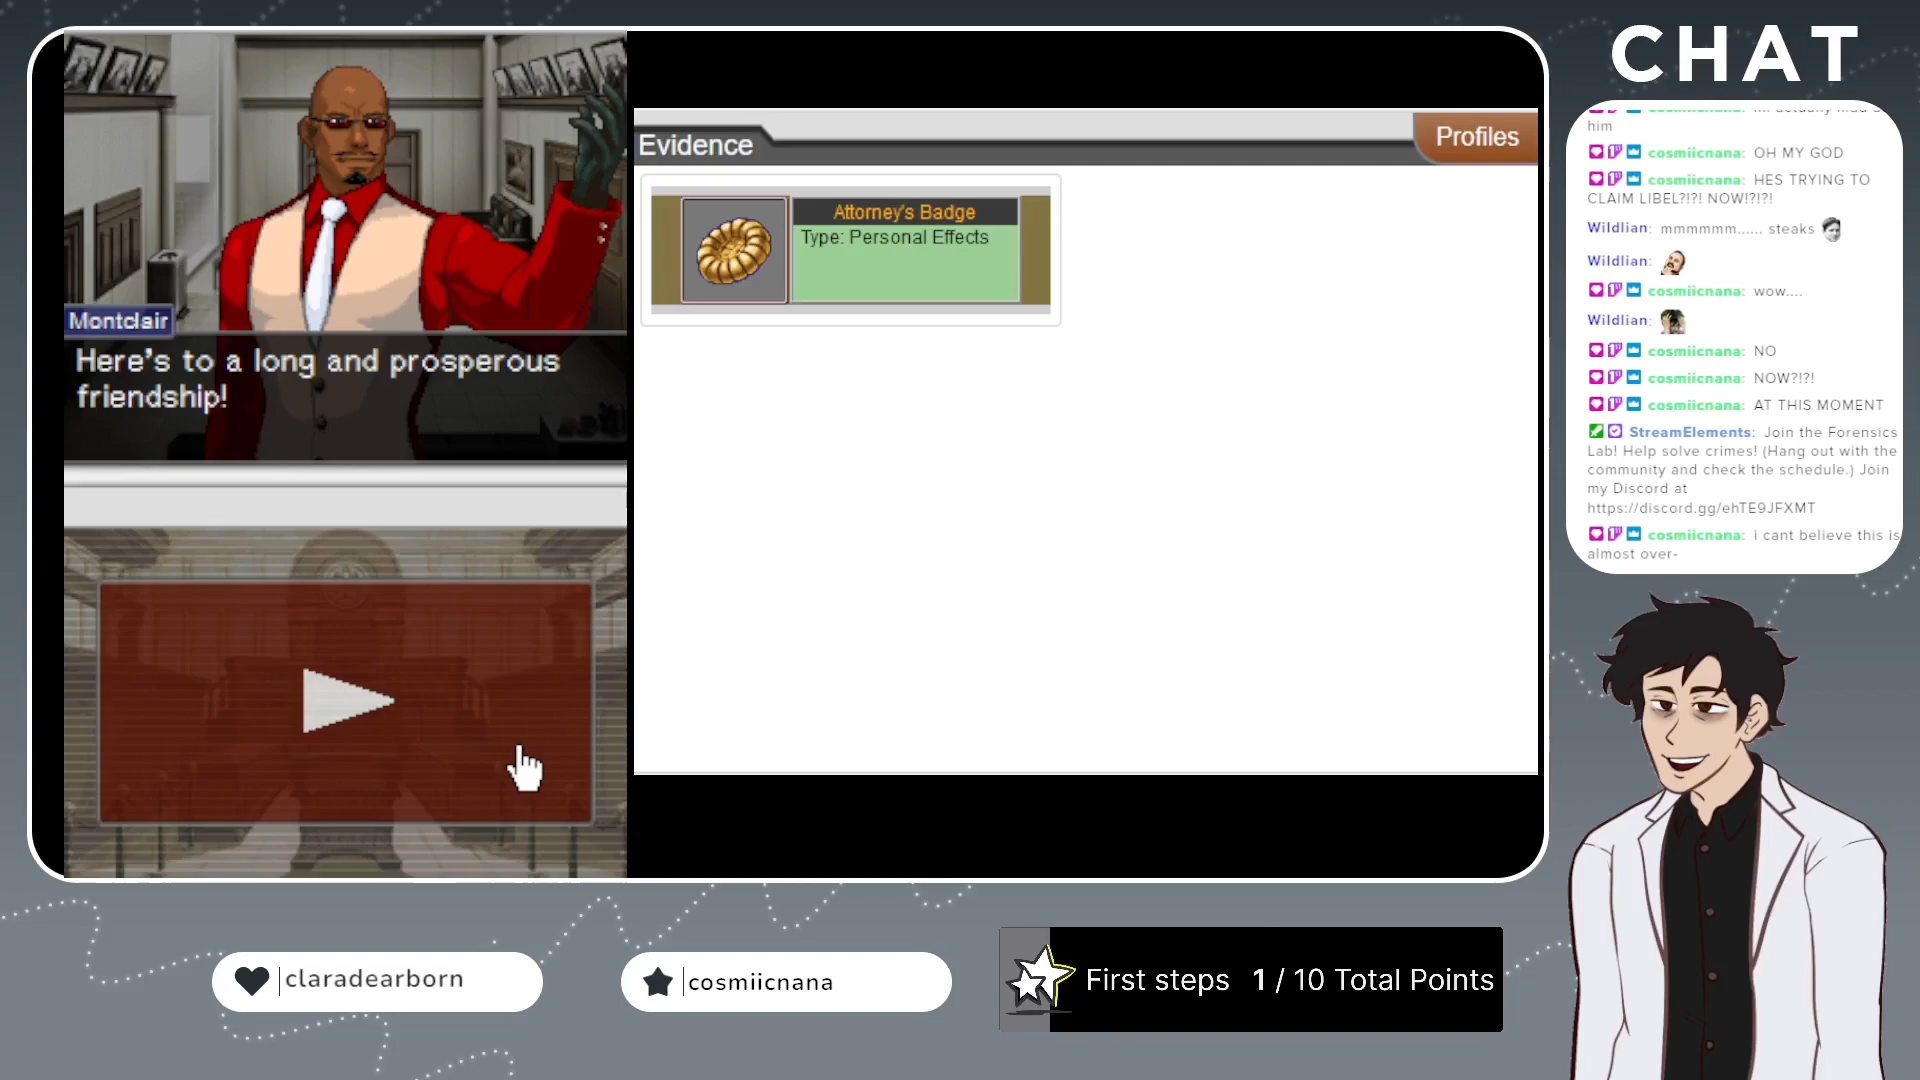 CHAT
him
cosmiicnana: OH MY GOD
cosmiicnana: HES TRYING TO
CLAIM LIBEL?!?! NOW!?!?!
Wildlian: mmmmmm...... steaks
Wildlian:
cosmiicnana: wow....
Wildlian:
cosmiicnana: NO
cosmiicnana: NOW?!?!
cosmiicnana: AT THIS MOMENT
StreamElements: Join the Forensics
Lab! Help solve crimes! (Hang out with the
community and check the schedule.) Join
my Discord at
https://discord.gg/ehTE9JFXMT
cosmiicnana: i cant believe this is
almost over-
Evidence
Profiles
Attorney's Badge
Type: Personal Effects
Montclair
Here's to a long and prosperous
friendship!
claradearborn
cosmiicnana
First steps 1 / 10 Total Points